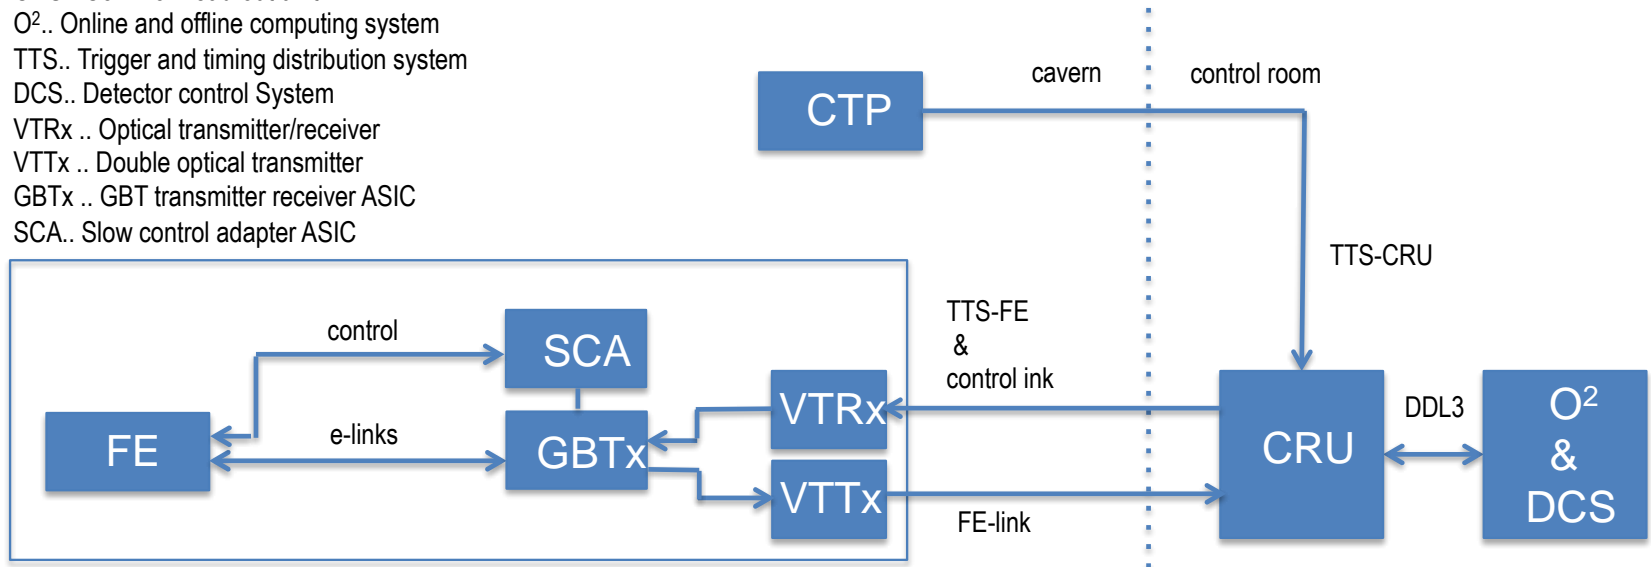 O².. Online and offline computing system
TTS.. Trigger and timing distribution system
DCS.. Detector control System
VTRx .. Optical transmitter/receiver
VTTx .. Double optical transmitter
GBTx .. GBT transmitter receiver ASIC
SCA.. Slow control adapter ASIC
cavern
control room
CTP
TTS-CRU
TTS-FE
&
control ink
control
SCA
VTRx
FE
e-links
GBTx
VTTx
FE-link
CRU
DDL3
O²
&
DCS